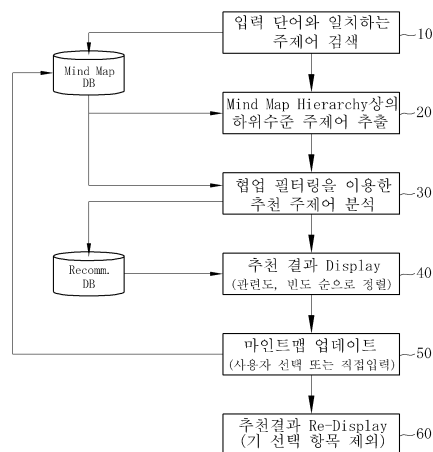 입력 단어와 일치하는
주제어 검색
10
Mind Map
DB
Mind Map Hierarchy상의
하위수준 주제어 추출
20
협업 필터링을 이용한
추천 주제어 분석
30
Recomm.
DB
추천 결과 Display
(관련도, 빈도 순으로 정렬)
40
마인트맵 업데이트
(사용자 선택 또는 직접입력)
50
추천결과 Re-Display
(기 선택 항목 제외)
60